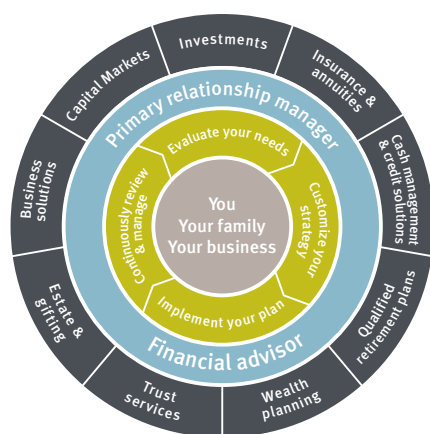 Investments
Insurance &
annuities
Cash management
& credit solutions
Qualified
retirement plans
Wealth
planning
Trust
services
Estate &
gifting
Business
solutions
Capital Markets
Primary relationship manager
Financial advisor
Evaluate your needs
Customize your
strategy
Implement your plan
Continuously review
& manage
You
Your family
Your business